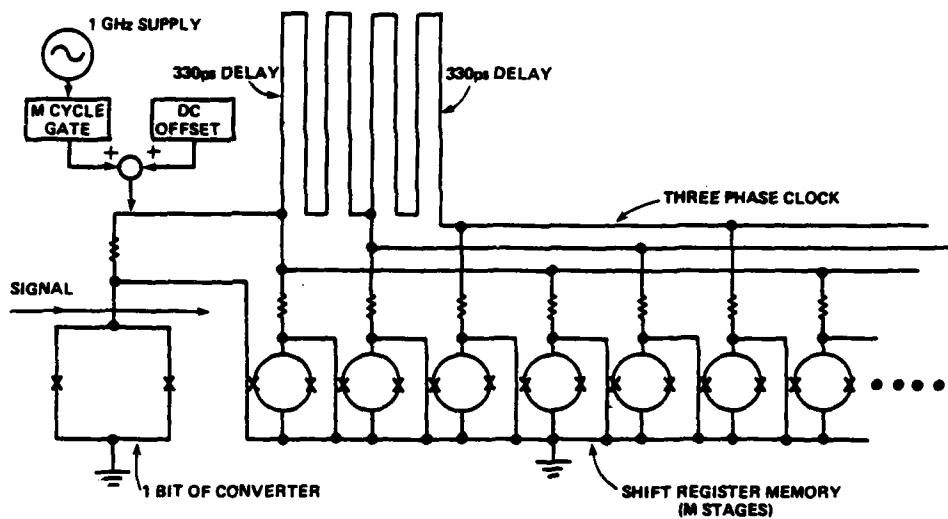 1 GHz SUPPLY
330ps DELAY
330ps DELAY
M CYCLE
GATE
DC
OFFSET
+
+
THREE PHASE CLOCK
SIGNAL
1 BIT OF CONVERTER
SHIFT REGISTER MEMORY
(M STAGES)